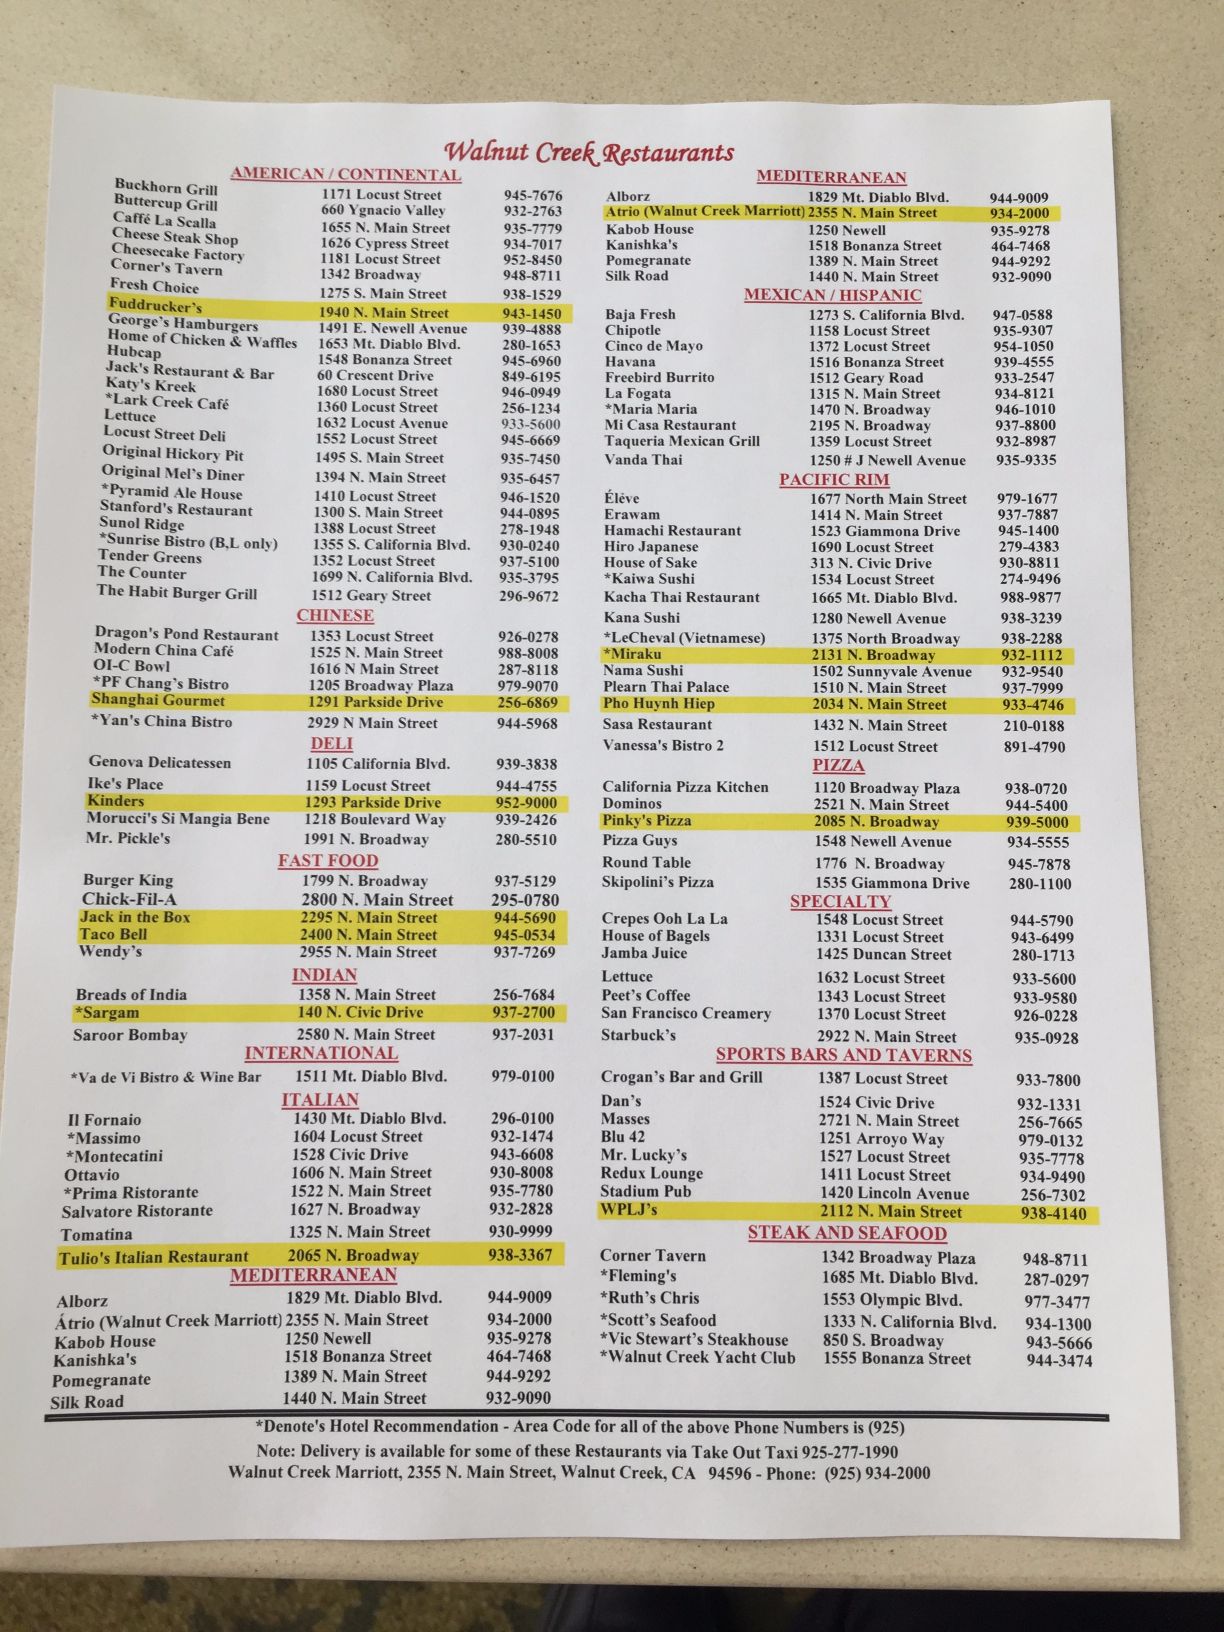 Walnut Creek Restaurants
AMERICAN / CONTINENTAL
Buckhorn Grill 1171 Locust Street 945-7676
Buttercup Grill 660 Ygnacio Valley 932-2763
Caffé La Scalla 1655 N. Main Street 935-7779
Cheese Steak Shop 1626 Cypress Street 934-7017
Cheesecake Factory 1181 Locust Street 952-8450
Corner's Tavern 1342 Broadway 948-8711
Fresh Choice 1275 S. Main Street 938-1529
Fuddrucker's 1940 N. Main Street 943-1450
George's Hamburgers 1491 E. Newell Avenue 939-4888
Home of Chicken & Waffles 1653 Mt. Diablo Blvd. 280-1653
Hubcap 1548 Bonanza Street 945-6960
Jack's Restaurant & Bar 60 Crescent Drive 849-6195
Katy's Kreek 1680 Locust Street 946-0949
*Lark Creek Café 1360 Locust Street 256-1234
Lettuce 1632 Locust Avenue 933-5600
Locust Street Deli 1552 Locust Street 945-6669
Original Hickory Pit 1495 S. Main Street 935-7450
Original Mel's Diner 1394 N. Main Street 935-6457
*Pyramid Ale House 1410 Locust Street 946-1520
Stanford's Restaurant 1300 S. Main Street 944-0895
Sunol Ridge 1388 Locust Street 278-1948
*Sunrise Bistro (B,L only) 1355 S. California Blvd. 930-0240
Tender Greens 1352 Locust Street 937-5100
The Counter 1699 N. California Blvd. 935-3795
The Habit Burger Grill 1512 Geary Street 296-9672
CHINESE
Dragon's Pond Restaurant 1353 Locust Street 926-0278
Modern China Café 1525 N. Main Street 988-8008
OI-C Bowl 1616 N Main Street 287-8118
*PF Chang's Bistro 1205 Broadway Plaza 979-9070
Shanghai Gourmet 1291 Parkside Drive 256-6869
*Yan's China Bistro 2929 N Main Street 944-5968
DELI
Genova Delicatessen 1105 California Blvd. 939-3838
Ike's Place 1159 Locust Street 944-4755
Kinders 1293 Parkside Drive 952-9000
Morucci's Si Mangia Bene 1218 Boulevard Way 939-2426
Mr. Pickle's 1991 N. Broadway 280-5510
FAST FOOD
Burger King 1799 N. Broadway 937-5129
Chick-Fil-A 2800 N. Main Street 295-0780
Jack in the Box 2295 N. Main Street 944-5690
Taco Bell 2400 N. Main Street 945-0534
Wendy's 2955 N. Main Street 937-7269
INDIAN
Breads of India 1358 N. Main Street 256-7684
*Sargam 140 N. Civic Drive 937-2700
Saroor Bombay 2580 N. Main Street 937-2031
INTERNATIONAL
*Va de Vi Bistro & Wine Bar 1511 Mt. Diablo Blvd. 979-0100
ITALIAN
Il Fornaio 1430 Mt. Diablo Blvd. 296-0100
*Massimo 1604 Locust Street 932-1474
*Montecatini 1528 Civic Drive 943-6608
Ottavio 1606 N. Main Street 930-8008
*Prima Ristorante 1522 N. Main Street 935-7780
Salvatore Ristorante 1627 N. Broadway 932-2828
Tomatina 1325 N. Main Street 930-9999
Tulio's Italian Restaurant 2065 N. Broadway 938-3367
MEDITERRANEAN
Alborz 1829 Mt. Diablo Blvd. 944-9009
Átrio (Walnut Creek Marriott) 2355 N. Main Street 934-2000
Kabob House 1250 Newell 935-9278
Kanishka's 1518 Bonanza Street 464-7468
Pomegranate 1389 N. Main Street 944-9292
Silk Road 1440 N. Main Street 932-9090
MEDITERRANEAN
Alborz 1829 Mt. Diablo Blvd. 944-9009
Atrio (Walnut Creek Marriott) 2355 N. Main Street 934-2000
Kabob House 1250 Newell 935-9278
Kanishka's 1518 Bonanza Street 464-7468
Pomegranate 1389 N. Main Street 944-9292
Silk Road 1440 N. Main Street 932-9090
MEXICAN / HISPANIC
Baja Fresh 1273 S. California Blvd. 947-0588
Chipotle 1158 Locust Street 935-9307
Cinco de Mayo 1372 Locust Street 954-1050
Havana 1516 Bonanza Street 939-4555
Freebird Burrito 1512 Geary Road 933-2547
La Fogata 1315 N. Main Street 934-8121
*Maria Maria 1470 N. Broadway 946-1010
Mi Casa Restaurant 2195 N. Broadway 937-8800
Taqueria Mexican Grill 1359 Locust Street 932-8987
Vanda Thai 1250 # J Newell Avenue 935-9335
PACIFIC RIM
Éléve 1677 North Main Street 979-1677
Erawam 1414 N. Main Street 937-7887
Hamachi Restaurant 1523 Giammona Drive 945-1400
Hiro Japanese 1690 Locust Street 279-4383
House of Sake 313 N. Civic Drive 930-8811
*Kaiwa Sushi 1534 Locust Street 274-9496
Kacha Thai Restaurant 1665 Mt. Diablo Blvd. 988-9877
Kana Sushi 1280 Newell Avenue 938-3239
*LeCheval (Vietnamese) 1375 North Broadway 938-2288
*Miraku 2131 N. Broadway 932-1112
Nama Sushi 1502 Sunnyvale Avenue 932-9540
Plearn Thai Palace 1510 N. Main Street 937-7999
Pho Huynh Hiep 2034 N. Main Street 933-4746
Sasa Restaurant 1432 N. Main Street 210-0188
Vanessa's Bistro 2 1512 Locust Street 891-4790
PIZZA
California Pizza Kitchen 1120 Broadway Plaza 938-0720
Dominos 2521 N. Main Street 944-5400
Pinky's Pizza 2085 N. Broadway 939-5000
Pizza Guys 1548 Newell Avenue 934-5555
Round Table 1776 N. Broadway 945-7878
Skipolini's Pizza 1535 Giammona Drive 280-1100
SPECIALTY
Crepes Ooh La La 1548 Locust Street 944-5790
House of Bagels 1331 Locust Street 943-6499
Jamba Juice 1425 Duncan Street 280-1713
Lettuce 1632 Locust Street 933-5600
Peet's Coffee 1343 Locust Street 933-9580
San Francisco Creamery 1370 Locust Street 926-0228
Starbuck's 2922 N. Main Street 935-0928
SPORTS BARS AND TAVERNS
Crogan's Bar and Grill 1387 Locust Street 933-7800
Dan's 1524 Civic Drive 932-1331
Masses 2721 N. Main Street 256-7665
Blu 42 1251 Arroyo Way 979-0132
Mr. Lucky's 1527 Locust Street 935-7778
Redux Lounge 1411 Locust Street 934-9490
Stadium Pub 1420 Lincoln Avenue 256-7302
WPLJ's 2112 N. Main Street 938-4140
STEAK AND SEAFOOD
Corner Tavern 1342 Broadway Plaza 948-8711
*Fleming's 1685 Mt. Diablo Blvd. 287-0297
*Ruth's Chris 1553 Olympic Blvd. 977-3477
*Scott's Seafood 1333 N. California Blvd. 934-1300
*Vic Stewart's Steakhouse 850 S. Broadway 943-5666
*Walnut Creek Yacht Club 1555 Bonanza Street 944-3474
*Denote's Hotel Recommendation - Area Code for all of the above Phone Numbers is (925)
Note: Delivery is available for some of these Restaurants via Take Out Taxi 925-277-1990
Walnut Creek Marriott, 2355 N. Main Street, Walnut Creek, CA 94596 - Phone: (925) 934-2000